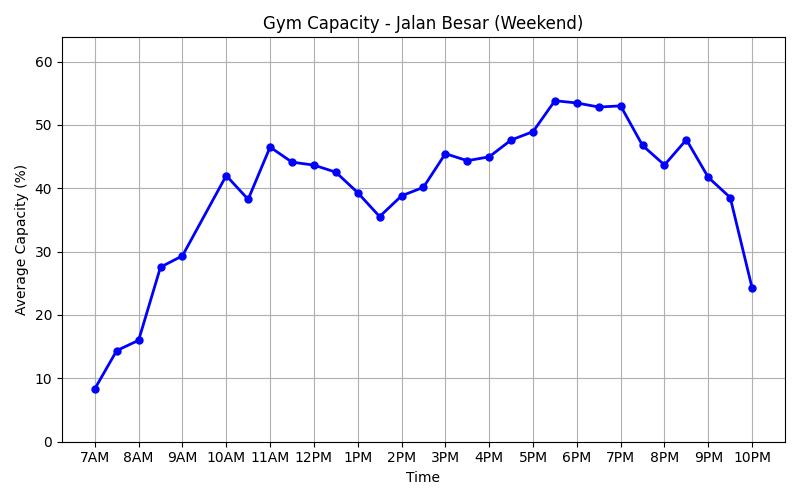 Gym Capacity - Jalan Besar (Weekend)
60
50
40
30
20
10
0
Average Capacity (%)
7AM 8AM 9AM 10AM 11AM 12PM 1PM 2PM 3PM 4PM 5PM 6PM 7PM 8PM 9PM 10PM
Time